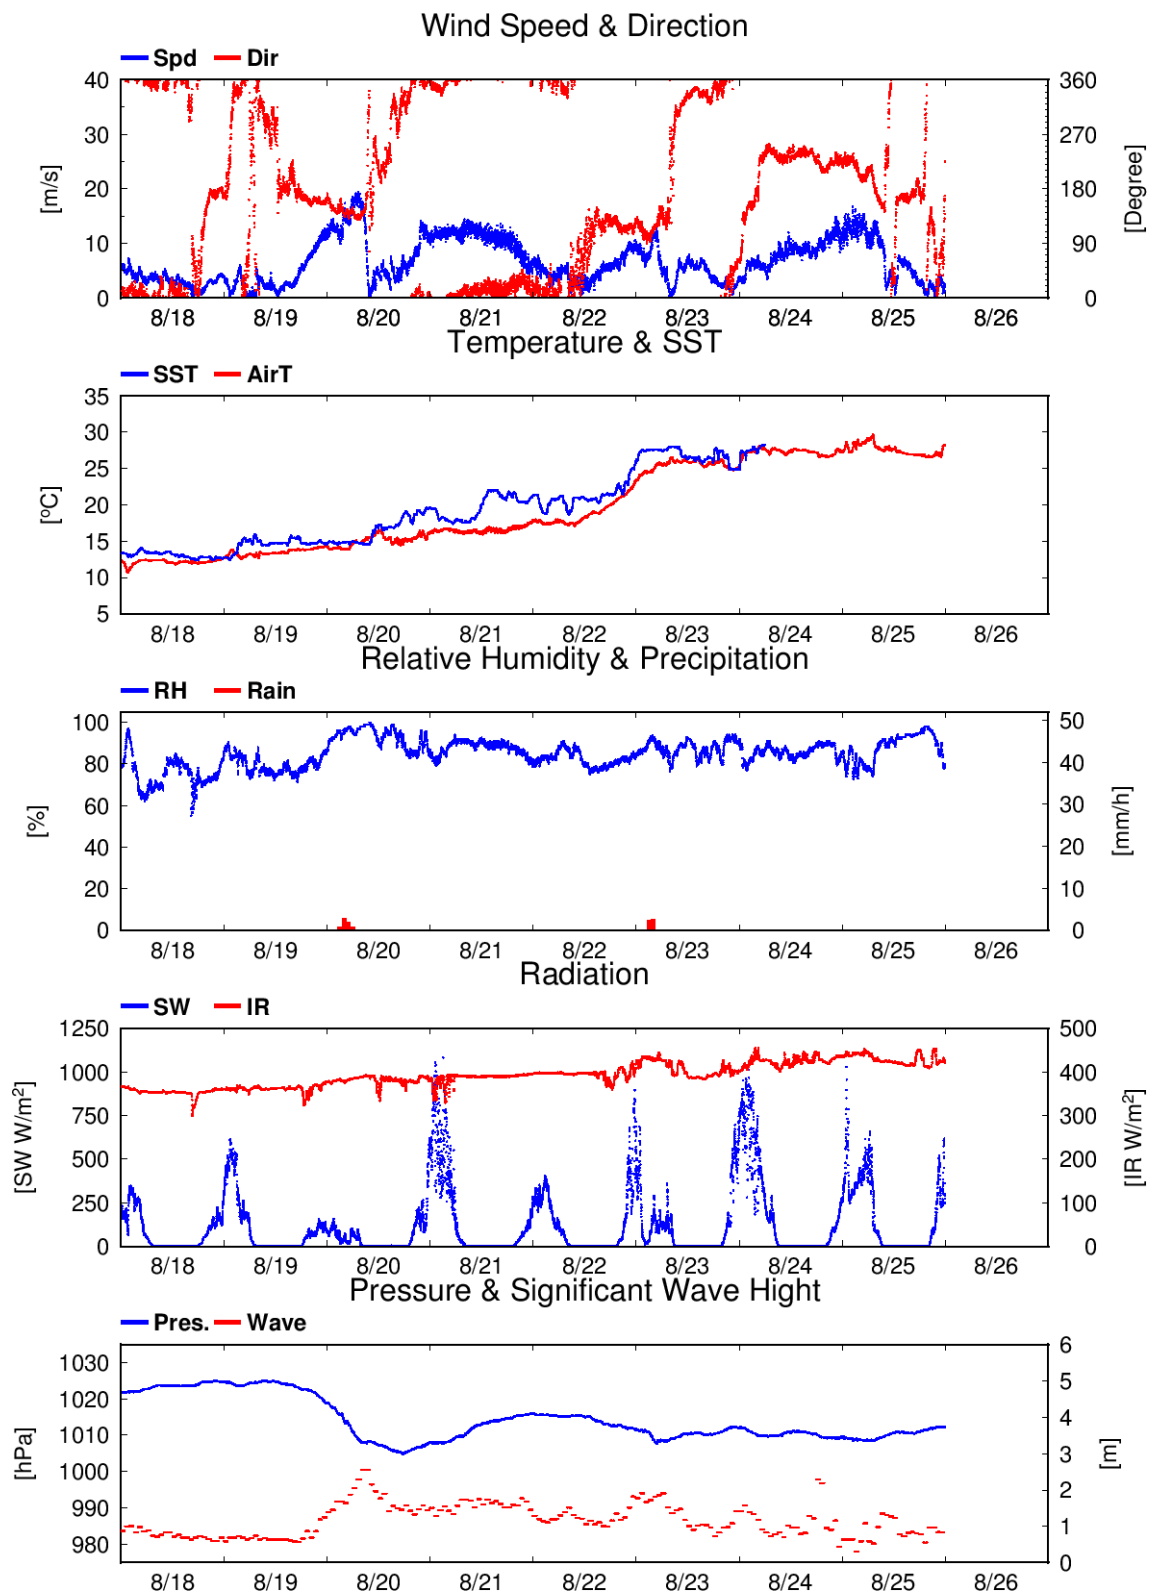 Wind Speed & Direction
Spd Dir
40 360
30 270
20 180
10 90
0 0
[m/s] [Degree]
8/18 8/19 8/20 8/21 8/22 8/23 8/24 8/25 8/26
Temperature & SST
SST AirT
35
30
25
20
15
10
5
[ºC]
8/18 8/19 8/20 8/21 8/22 8/23 8/24 8/25 8/26
Relative Humidity & Precipitation
RH Rain
100 50
80 40
60 30
40 20
20 10
0 0
[%] [mm/h]
8/18 8/19 8/20 8/21 8/22 8/23 8/24 8/25 8/26
Radiation
SW IR
1250 500
1000 400
750 300
500 200
250 100
0 0
[SW W/m²] [IR W/m²]
8/18 8/19 8/20 8/21 8/22 8/23 8/24 8/25 8/26
Pressure & Significant Wave Hight
Pres. Wave
6
1030 5
1020 4
1010 3
1000 2
990 1
980 0
[hPa] [m]
8/18 8/19 8/20 8/21 8/22 8/23 8/24 8/25 8/26